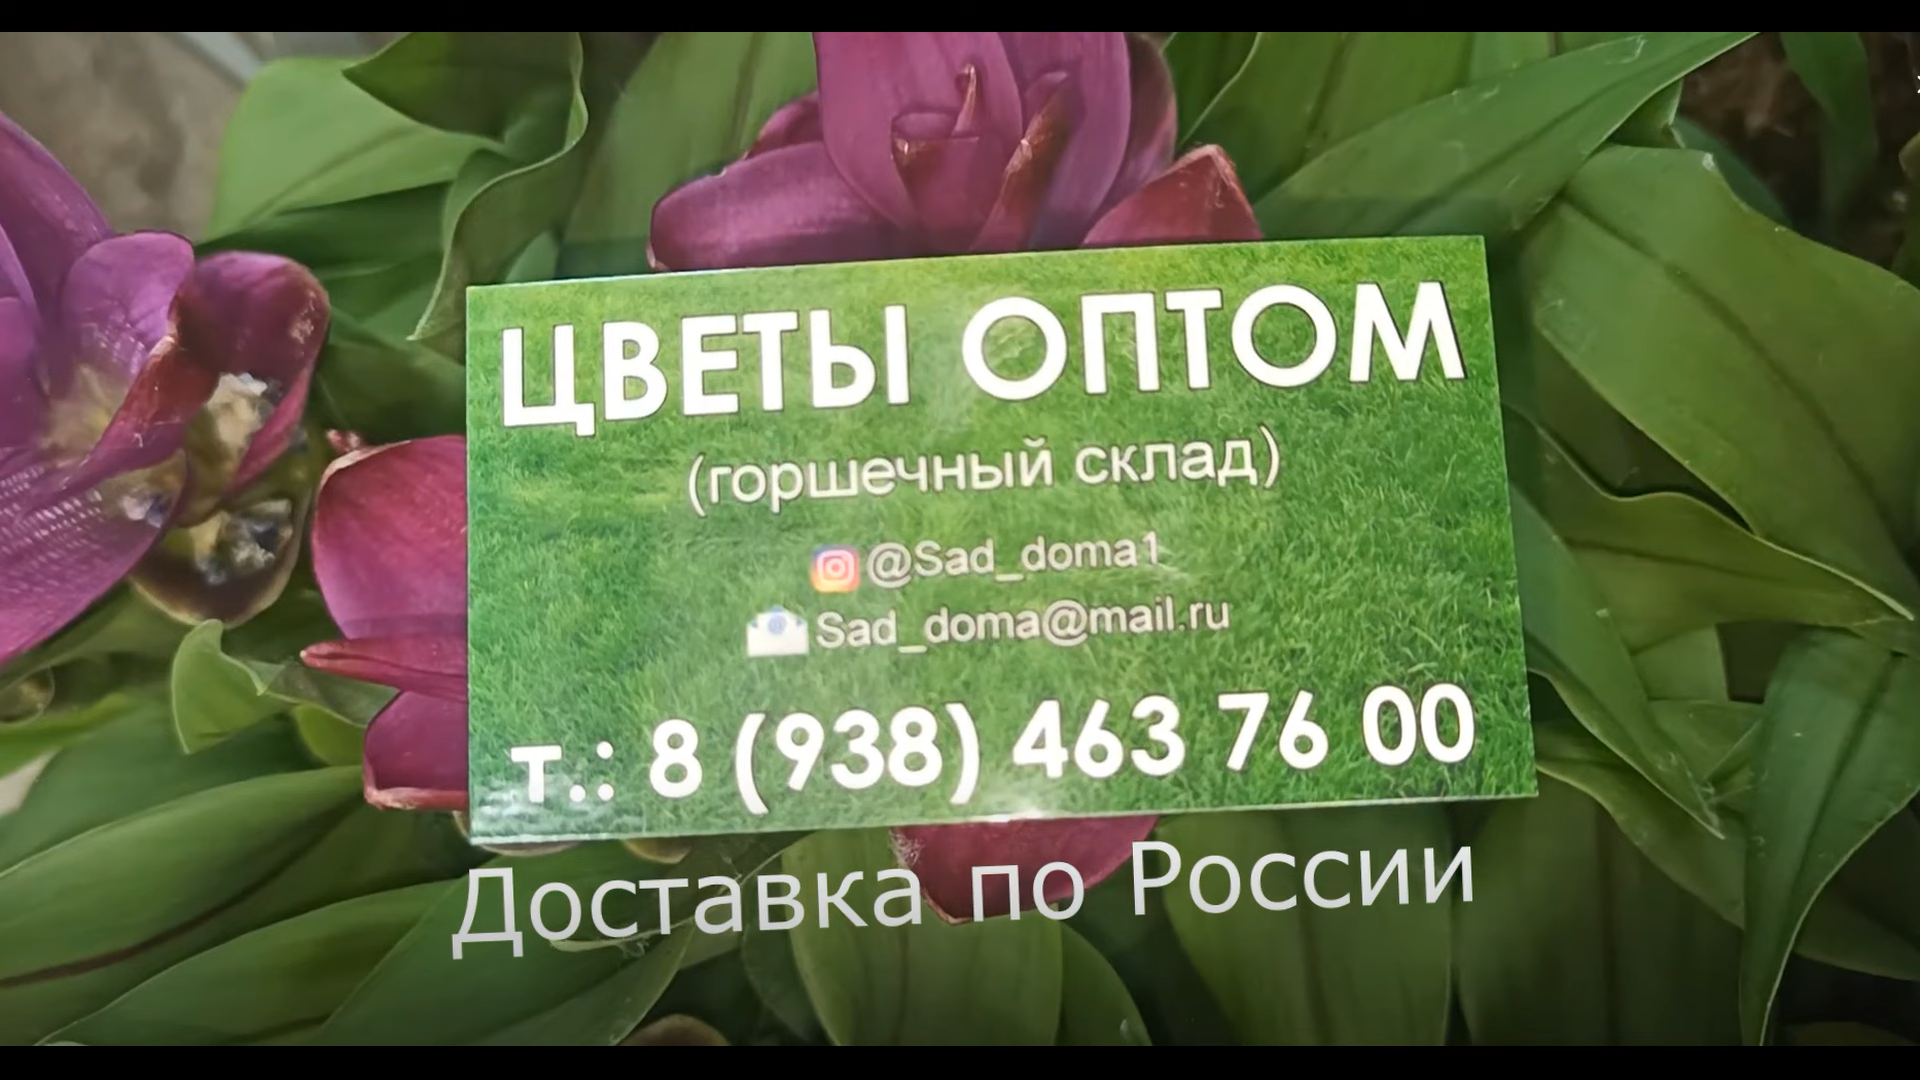 ЦВЕТЫ ОПТОМ
(горшечный склад)
@Sad_doma1
Sad_doma@mail.ru
т.: 8 (938) 463 76 00
Доставка по России